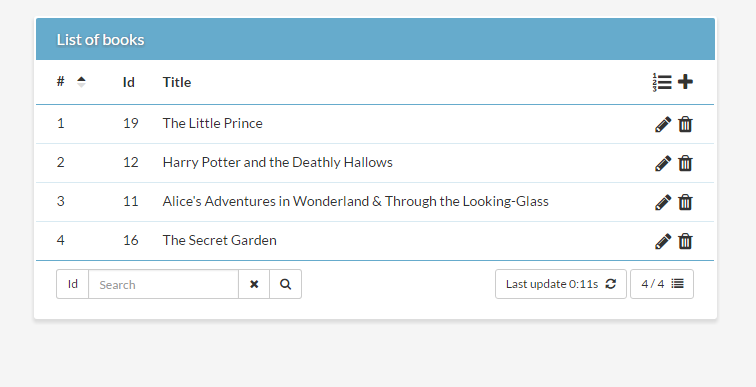 List of books
# Id Title
1 19 The Little Prince
2 12 Harry Potter and the Deathly Hallows
3 11 Alice's Adventures in Wonderland & Through the Looking-Glass
4 16 The Secret Garden
Id Search Last update 0:11s 4 / 4